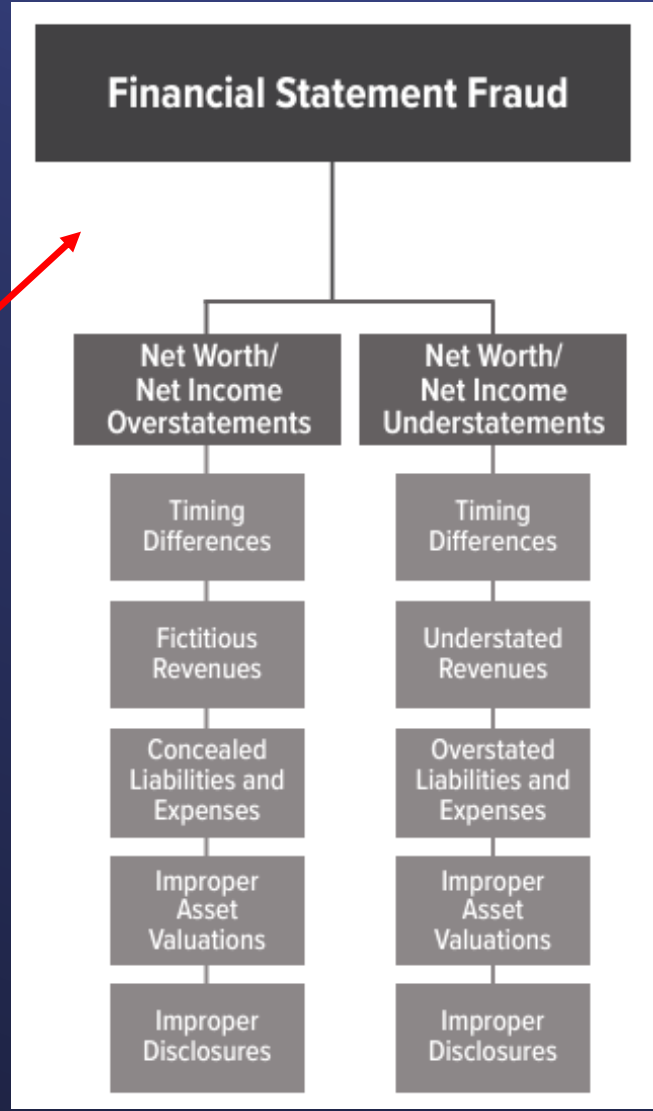 Financial Statement Fraud
Net Worth/
Net Income
Overstatements
Timing
Differences
Fictitious
Revenues
Concealed
Liabilities and
Expenses
Improper
Asset
Valuations
Improper
Disclosures
Net Worth/
Net Income
Understatements
Timing
Differences
Understated
Revenues
Overstated
Liabilities and
Expenses
Improper
Asset
Valuations
Improper
Disclosures